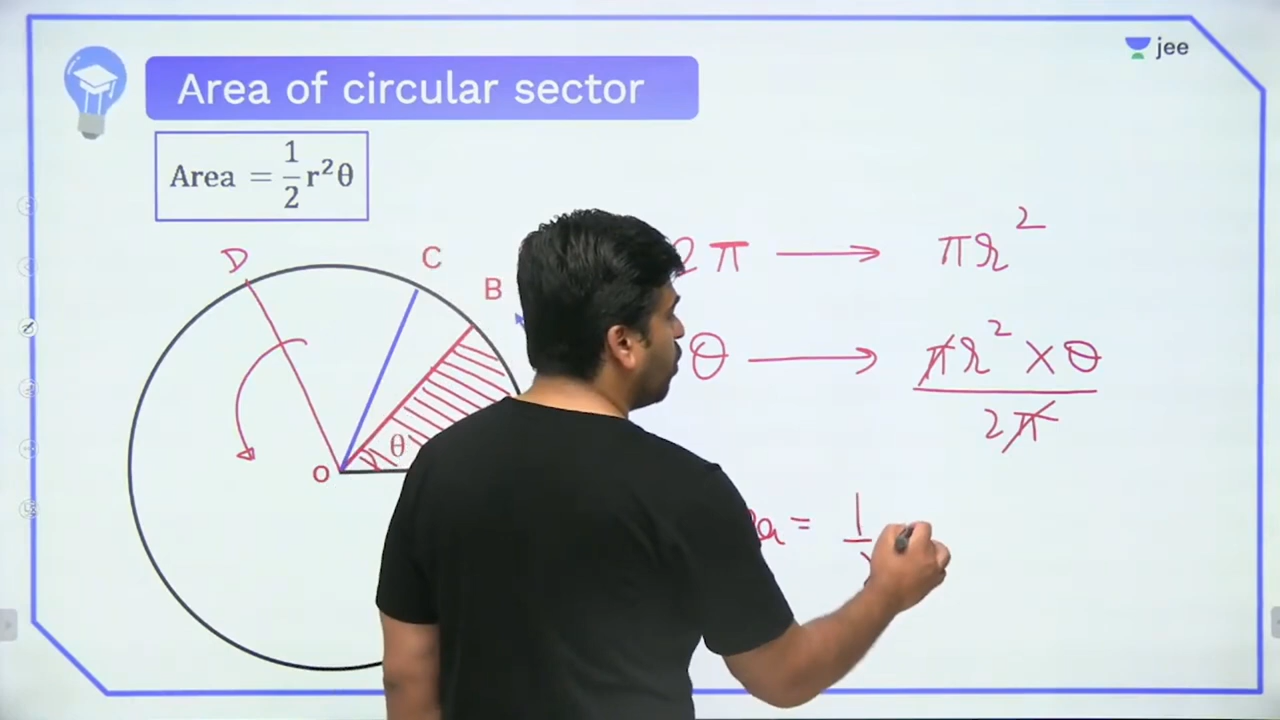 jee
Area of circular sector
Area = 1/2 r²θ
2π → πr²
D
C
B
θ → πr² × θ / 2π
θ
O
a = 1